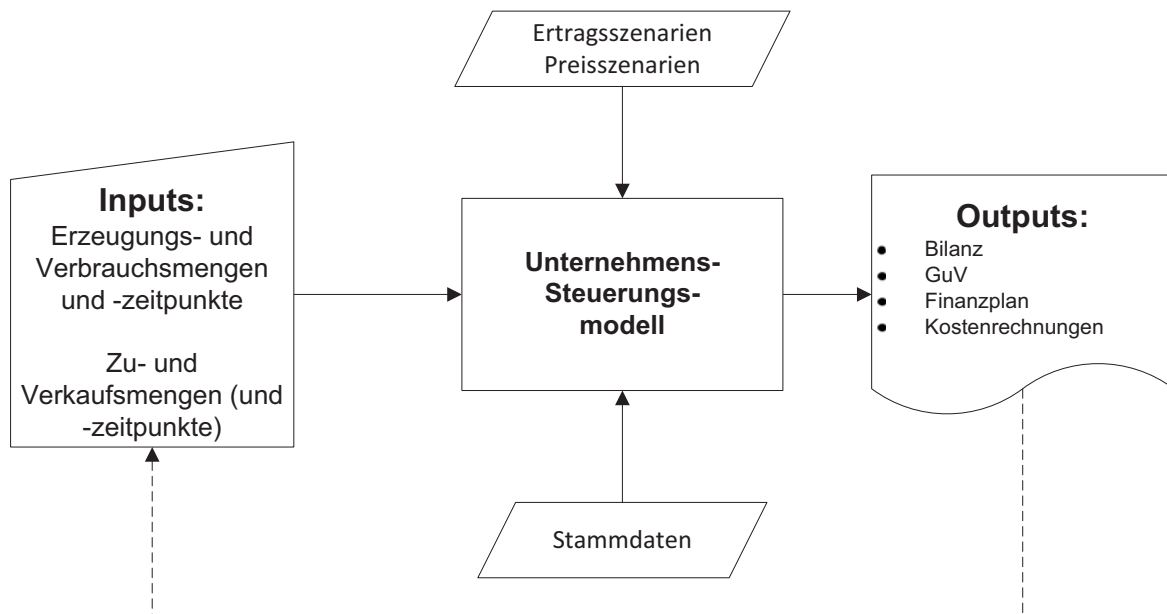 Ertragsszenarien
Preisszenarien
Inputs:
Erzeugungs- und
Verbrauchsmengen
und -zeitpunkte
Zu- und
Verkaufsmengen (und
-zeitpunkte)
Unternehmens-
Steuerungs-
modell
Outputs:
• Bilanz
• GuV
• Finanzplan
• Kostenrechnungen
Stammdaten